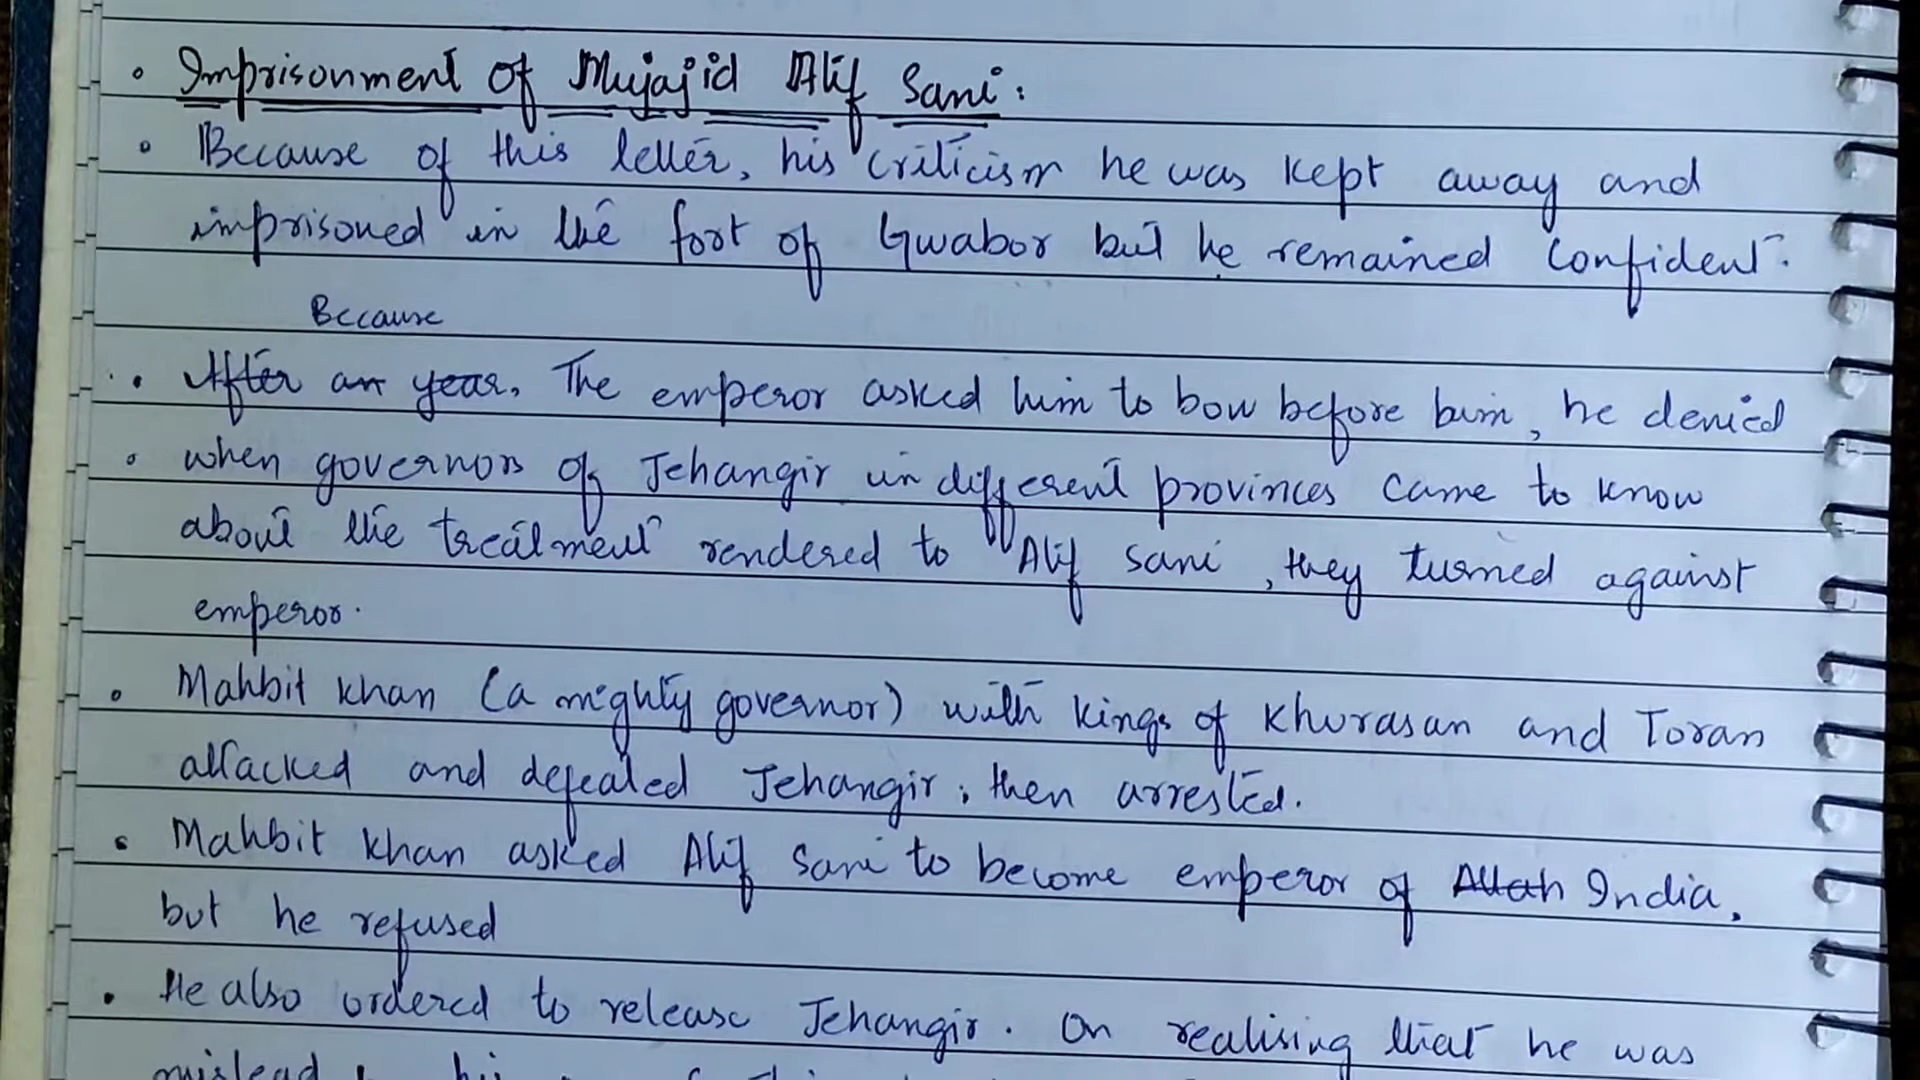 Imprisonment of Mujajid Alif Sani:
Because of this letter, his criticism he was kept away and
imprisoned in the fort of Gwabor but he remained confident.
Because
After an year. The emperor asked him to bow before him, he denied
when governors of Jehangir in different provinces came to know
about the treatment rendered to Alif Sani, they turned against
emperor.
Mahbit khan (a mighty governor) with kings of Khurasan and Toran
attacked and defealed Jehangir; then arrested.
Mahbit khan asked Alif Sani to become emperor of Allah India,
but he refused
He also ordered to release Jehangir. On realising that he was
mislead